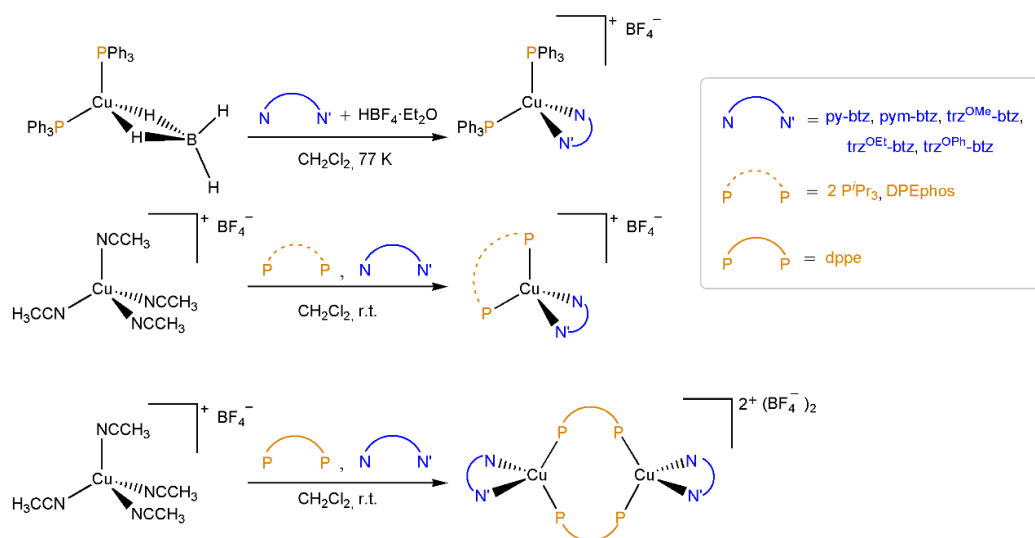 PPh3
Ph3P
Cu
H
H
B
H
H
N N' + HBF4·Et2O
CH2Cl2, 77 K
PPh3
Ph3P
Cu
N
N'
+ BF4−
N N' = py-btz, pym-btz, trzOMe-btz,
trzOEt-btz, trzOPh-btz
P P = 2 PiPr3, DPEphos
P P = dppe
NCCH3
H3CCN
Cu
NCCH3
NCCH3
+ BF4−
P P , N N'
CH2Cl2, r.t.
P
P
Cu
N
N'
+ BF4−
NCCH3
H3CCN
Cu
NCCH3
NCCH3
+ BF4−
P P , N N'
CH2Cl2, r.t.
P P
N
N'
Cu
Cu
N
N'
P P
2+ (BF4−)2